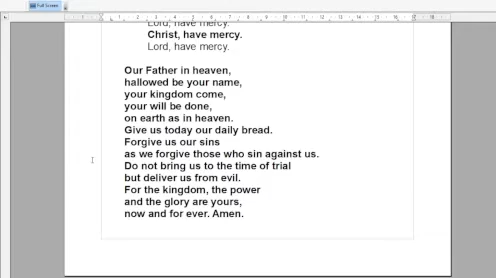 Full Screen
Lord, have mercy.
Christ, have mercy.
Lord, have mercy.
Our Father in heaven,
hallowed be your name,
your kingdom come,
your will be done,
on earth as in heaven.
Give us today our daily bread.
Forgive us our sins
as we forgive those who sin against us.
Do not bring us to the time of trial
but deliver us from evil.
For the kingdom, the power
and the glory are yours,
now and for ever. Amen.